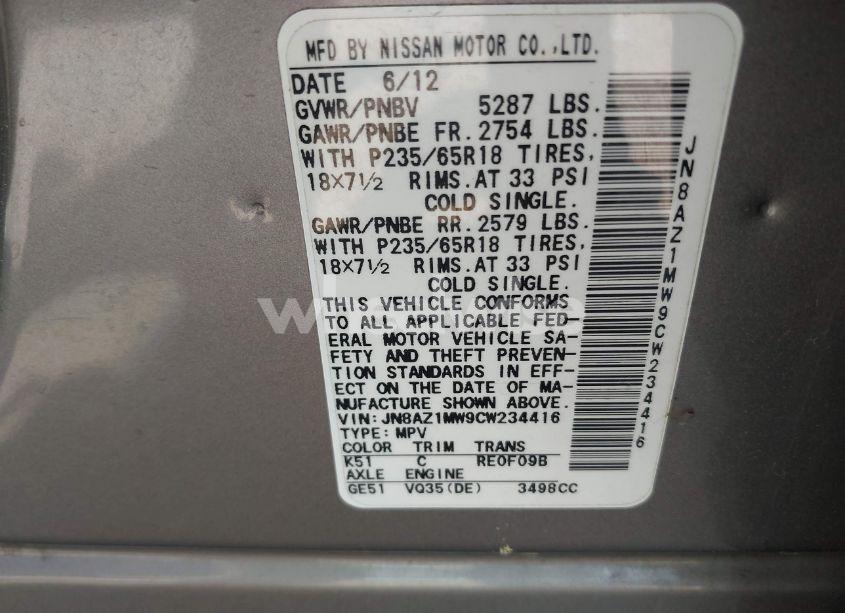 MFD BY NISSAN MOTOR CO.,LTD.
DATE 6/12
GVWR/PNBV 5287 LBS.
GAWR/PNBE FR. 2754 LBS.
WITH P235/65R18 TIRES,
18X7½ RIMS.AT 33 PSI
COLD SINGLE.
GAWR/PNBE RR. 2579 LBS.
WITH P235/65R18 TIRES,
18X7½ RIMS.AT 33 PSI
COLD SINGLE.
THIS VEHICLE CONFORMS
TO ALL APPLICABLE FED-
ERAL MOTOR VEHICLE SA-
FETY AND THEFT PREVEN-
TION STANDARDS IN EFF-
ECT ON THE DATE OF MA-
NUFACTURE SHOWN ABOVE.
VIN: JN8AZ1MW9CW234416
TYPE: MPV
COLOR TRIM TRANS
K51 C RE0F09B
AXLE ENGINE
GE51 VQ35(DE) 3498CC
JN8AZ1MW9CW234416